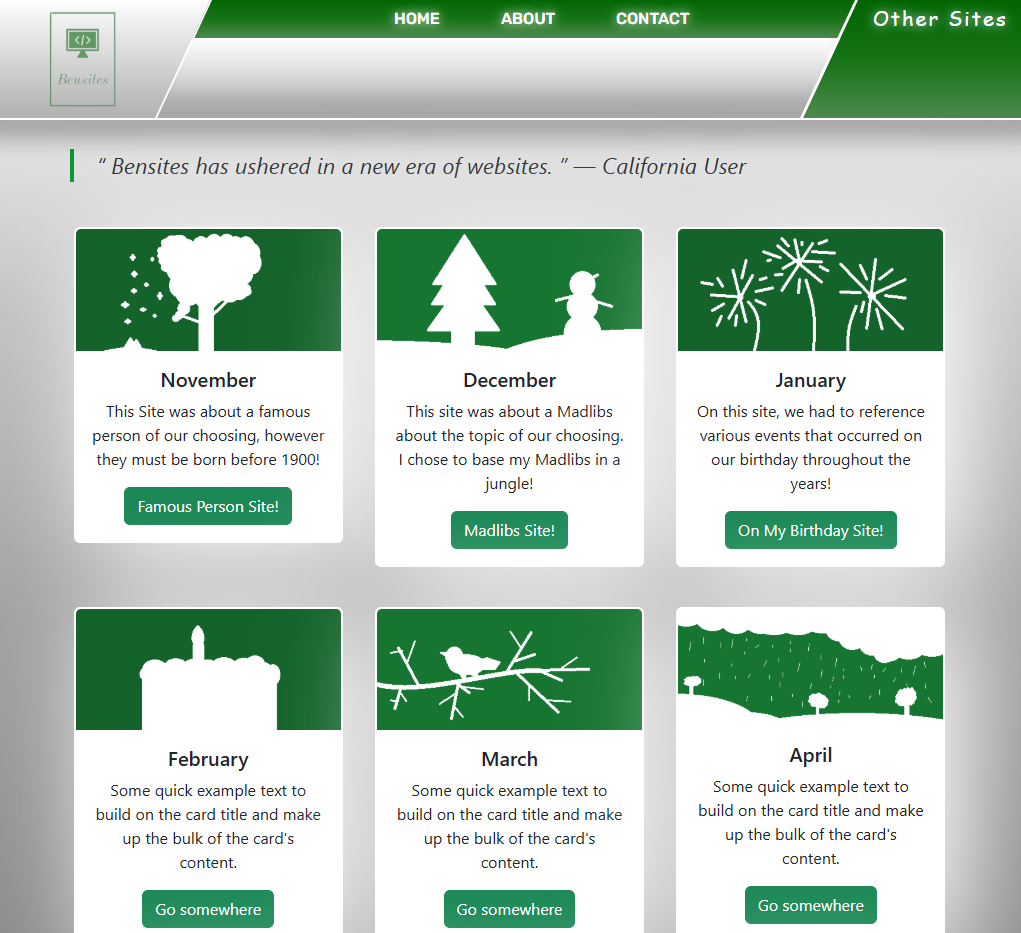 </>
Bensites
HOME ABOUT CONTACT
Other Sites
“ Bensites has ushered in a new era of websites. ” — California User
November
This Site was about a famous
person of our choosing, however
they must be born before 1900!
Famous Person Site!
December
This site was about a Madlibs
about the topic of our choosing.
I chose to base my Madlibs in a
jungle!
Madlibs Site!
January
On this site, we had to reference
various events that occurred on
our birthday throughout the
years!
On My Birthday Site!
February
Some quick example text to
build on the card title and make
up the bulk of the card's
content.
Go somewhere
March
Some quick example text to
build on the card title and make
up the bulk of the card's
content.
Go somewhere
April
Some quick example text to
build on the card title and make
up the bulk of the card's
content.
Go somewhere